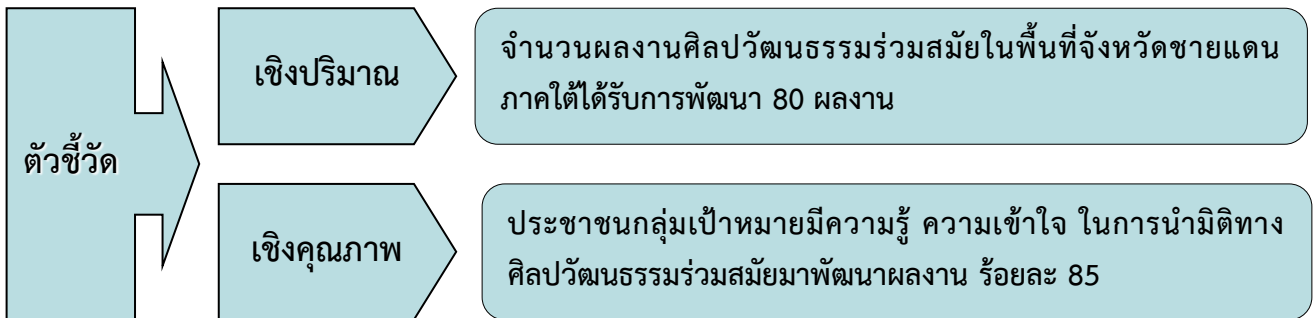 ตัวชี้วัด
เชิงปริมาณ
จำนวนผลงานศิลปวัฒนธรรมร่วมสมัยในพื้นที่จังหวัดชายแดน
ภาคใต้ได้รับการพัฒนา 80 ผลงาน
เชิงคุณภาพ
ประชาชนกลุ่มเป้าหมายมีความรู้ ความเข้าใจ ในการนำมิติทาง
ศิลปวัฒนธรรมร่วมสมัยมาพัฒนาผลงาน ร้อยละ 85